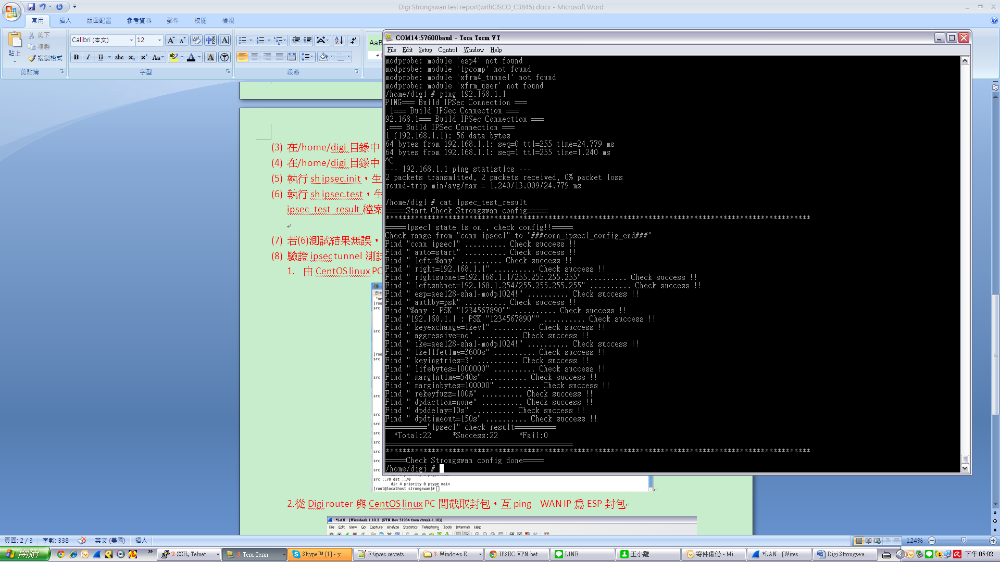 Digi Strongswan test report(withCISCO_C3845).docx - Microsoft Word
常用 插入 版面配置 參考資料 郵件 校閱 檢視
貼上
剪下
複製
複製格式
剪貼簿
Calibri (本文) 12
字型
段落
AaB
COM14:57600baud - Tera Term VT
File Edit Setup Control Window Help
modprobe: module 'esp4' not found
modprobe: module 'ipcomp' not found
modprobe: module 'xfrm4_tunnel' not found
modprobe: module 'xfrm_user' not found
/home/digi # ping 192.168.1.1
PING=== Build IPSec Connection ===
1=== Build IPSec Connection ===
92.168.1=== Build IPSec Connection ===
.=== Build IPSec Connection ===
1 (192.168.1.1): 56 data bytes
64 bytes from 192.168.1.1: seq=0 ttl=255 time=24.779 ms
64 bytes from 192.168.1.1: seq=1 ttl=255 time=1.240 ms
^C
--- 192.168.1.1 ping statistics ---
2 packets transmitted, 2 packets received, 0% packet loss
round-trip min/avg/max = 1.240/13.009/24.779 ms
/home/digi # cat ipsec_test_result
=====Start Check Strongswan config=====
******************************************************************************************************
=====ipsec1 state is on , check config!!=====
Check range from "conn ipsec1" to "###conn_ipsec1_config_end###"
Find "conn ipsec1" .......... Check success !!
Find " auto=start" .......... Check success !!
Find " left=%any" .......... Check success !!
Find " right=192.168.1.1" .......... Check success !!
Find " rightsubnet=192.168.1.1/255.255.255.255" .......... Check success !!
Find " leftsubnet=192.168.1.254/255.255.255.255" .......... Check success !!
Find " esp=aes128-sha1-modp1024!" .......... Check success !!
Find " authby=psk" .......... Check success !!
Find "%any : PSK "1234567890"" .......... Check success !!
Find "192.168.1.1 : PSK "1234567890"" .......... Check success !!
Find " keyexchange=ikev1" .......... Check success !!
Find " aggressive=no" .......... Check success !!
Find " ike=aes128-sha1-modp1024!" .......... Check success !!
Find " ikelifetime=3600s" .......... Check success !!
Find " keyingtries=3" .......... Check success !!
Find " lifebytes=1000000" .......... Check success !!
Find " margintime=540s" .......... Check success !!
Find " marginbytes=100000" .......... Check success !!
Find " rekeyfuzz=100%" .......... Check success !!
Find " dpdaction=none" .......... Check success !!
Find " dpddelay=10s" .......... Check success !!
Find " dpdtimeout=150s" .......... Check success !!
=========="ipsec1" check result==========
*Total:22 *Success:22 *Fail:0
=============================================
******************************************************************************************************
=====Check Strongswan config done=====
/home/digi #
(3) 在/home/digi 目錄中
(4) 在/home/digi 目錄中
(5) 執行 sh ipsec.init，生
(6) 執行 sh ipsec.test，生
ipsec_test_result 檔案
(7) 若(6)測試結果無誤，
(8) 驗證 ipsec tunnel 測試
1. 由 CentOS linux PC
File
"ne
[roo
src
src
[roo
src
src
src
src
src
src
src
src
src
src
dir 3 priority 0 ptype main
src ::/0 dst ::/0
dir 4 priority 0 ptype main
[root@localhost strongswan]#
2.從 Digi router 與 CentOS linux PC 間截取封包，互 ping WAN IP 為 ESP 封包
*LAN [Wireshark 1.10.2 (SVN Rev 51934 from /trunk-1.10)]
File Edit View Go Capture Analyze Statistics Telephony Tools Internals Help
頁面: 2 / 3 字數: 338 英文 (美國) 插入 124%
開始 2 SSH, Telnet... 3 Tera Term Skype™ [1] - y... F:\ipsec.secrets ... 3 Windows E... IPSEC VPN bet... LINE 王小雞 寄件備份 - Mi... *LAN [Wires... Digi Strongswa... 下午 05:02